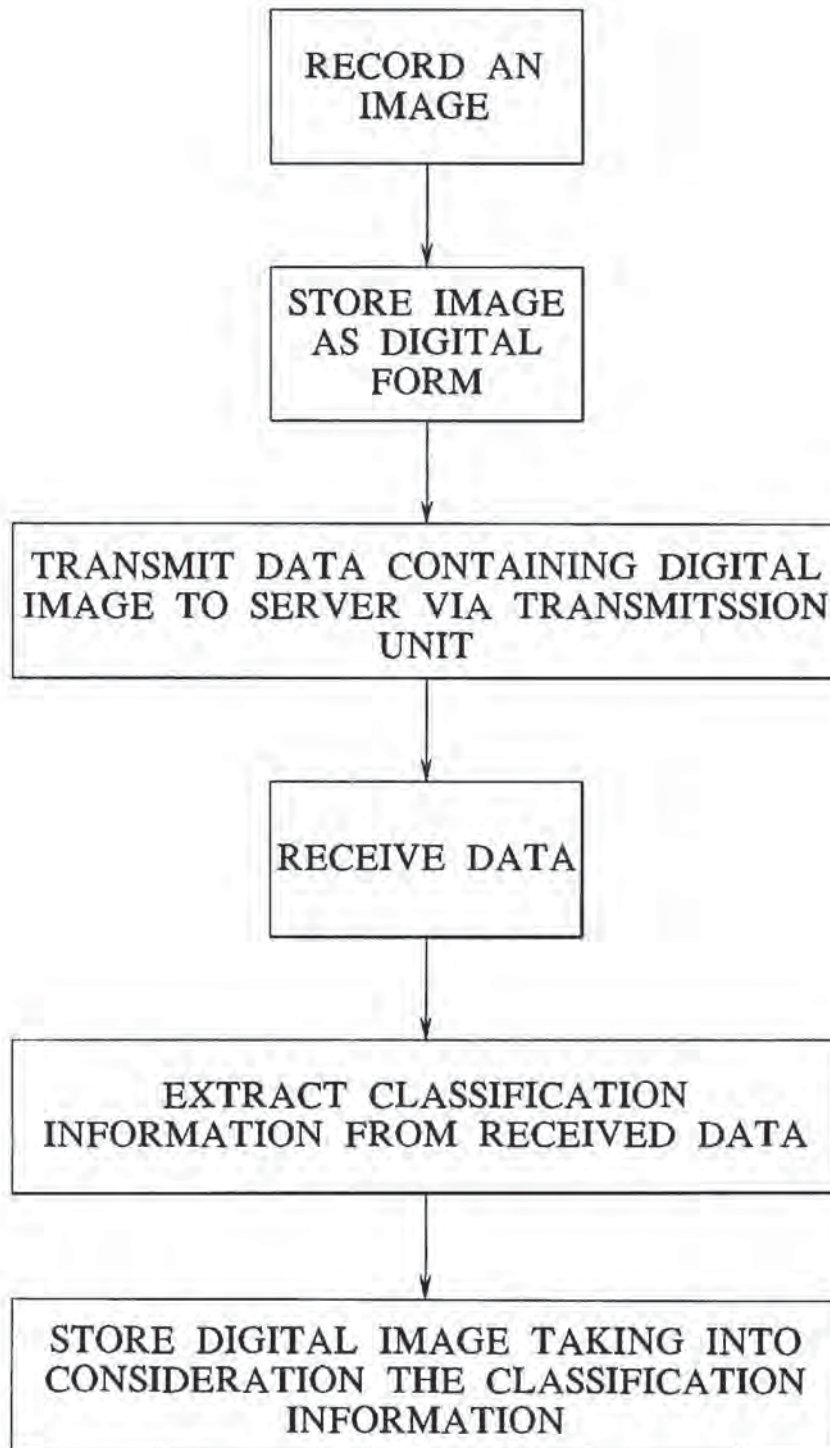 RECORD AN
IMAGE
STORE IMAGE
AS DIGITAL
FORM
TRANSMIT DATA CONTAINING DIGITAL
IMAGE TO SERVER VIA TRANSMITSSION
UNIT
RECEIVE DATA
EXTRACT CLASSIFICATION
INFORMATION FROM RECEIVED DATA
STORE DIGITAL IMAGE TAKING INTO
CONSIDERATION THE CLASSIFICATION
INFORMATION